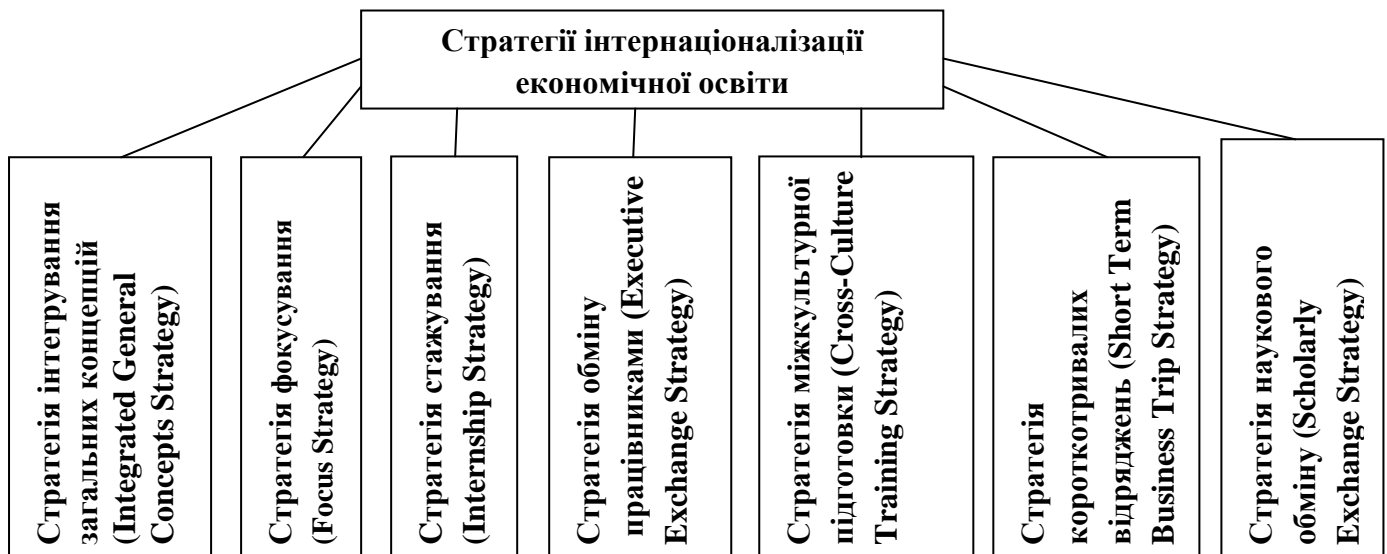 Стратегії інтернаціоналізації
економічної освіти
Стратегія інтегрування
загальних концепцій
(Integrated General
Concepts Strategy)
Стратегія фокусування
(Focus Strategy)
Стратегія стажування
(Internship Strategy)
Стратегія обміну
працівниками (Executive
Exchange Strategy)
Стратегія міжкультурної
підготовки (Cross-Culture
Training Strategy)
Стратегія
короткотривалих
відряджень (Short Term
Business Trip Strategy)
Стратегія наукового
обміну (Scholarly
Exchange Strategy)